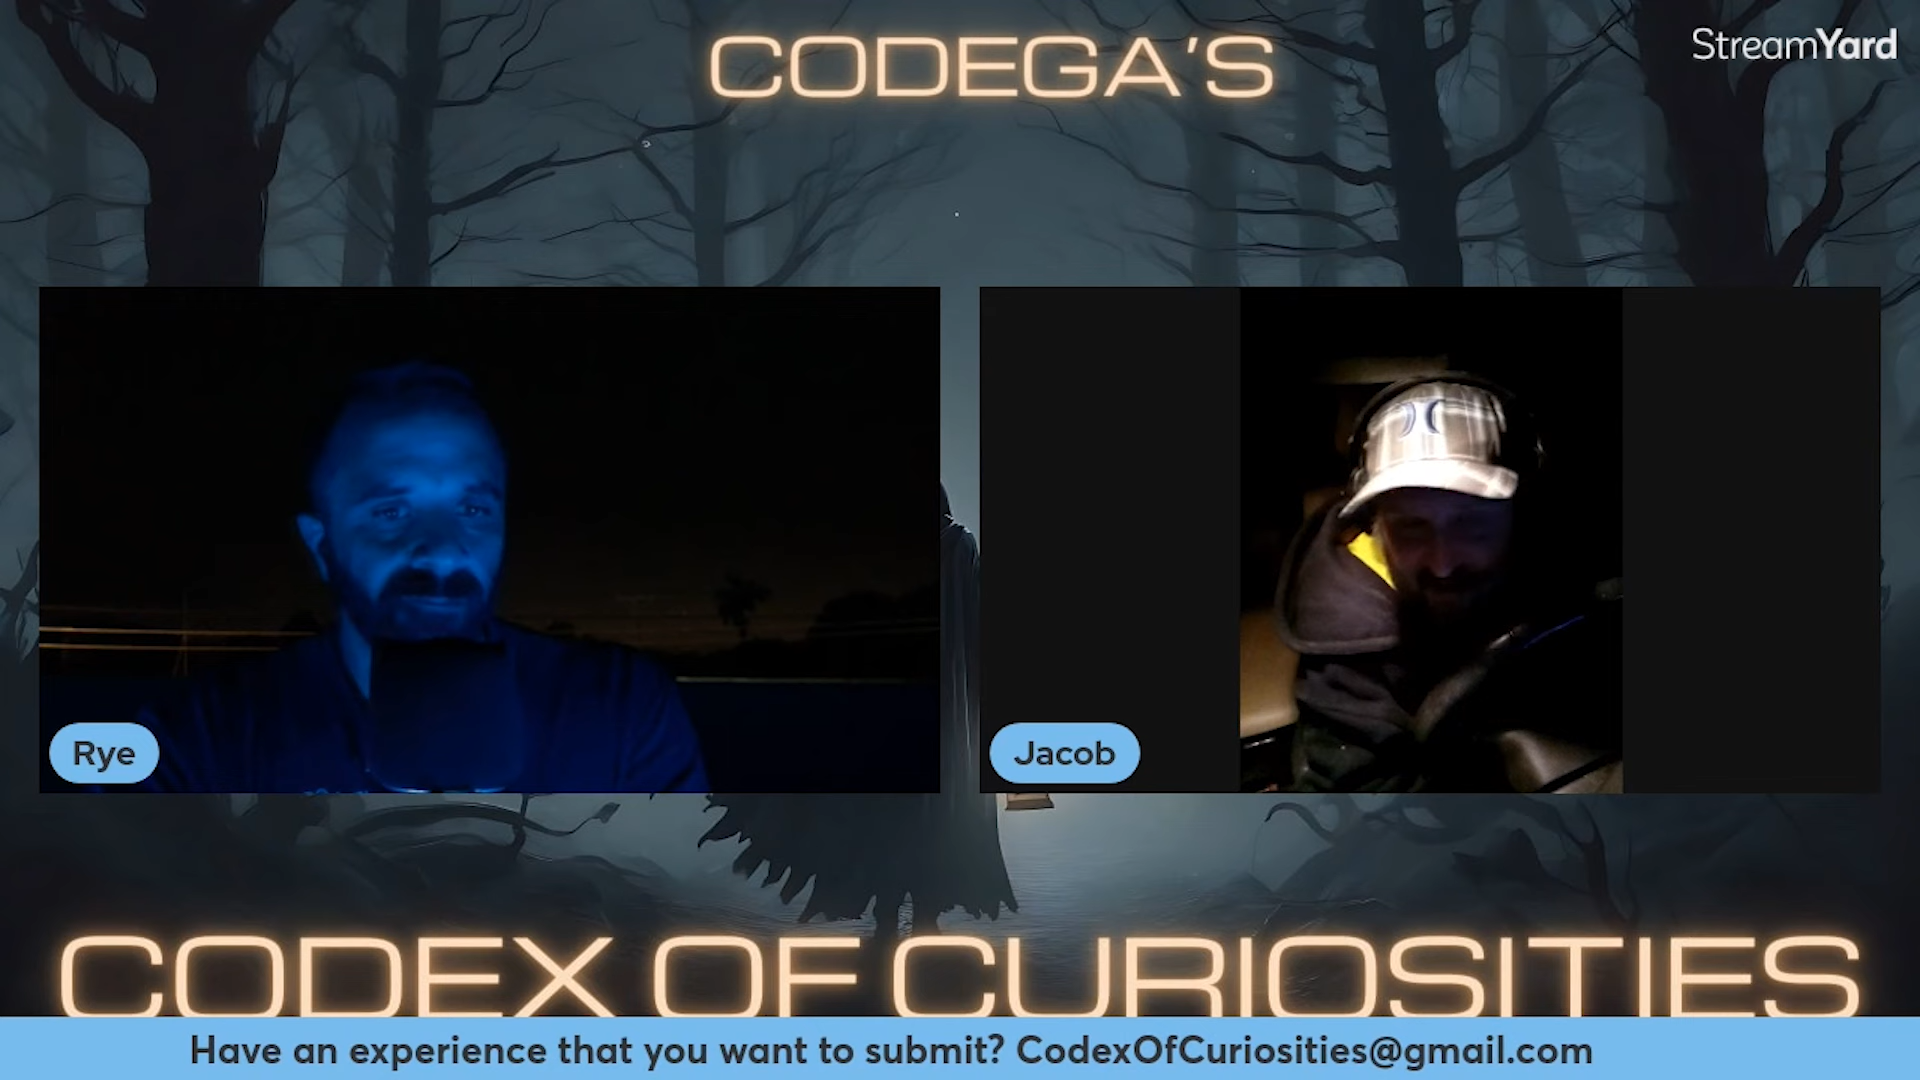 CODEGA'S
StreamYard
Rye
Jacob
CODEX OF CURIOSITIES
Have an experience that you want to submit? CodexOfCuriosities@gmail.com